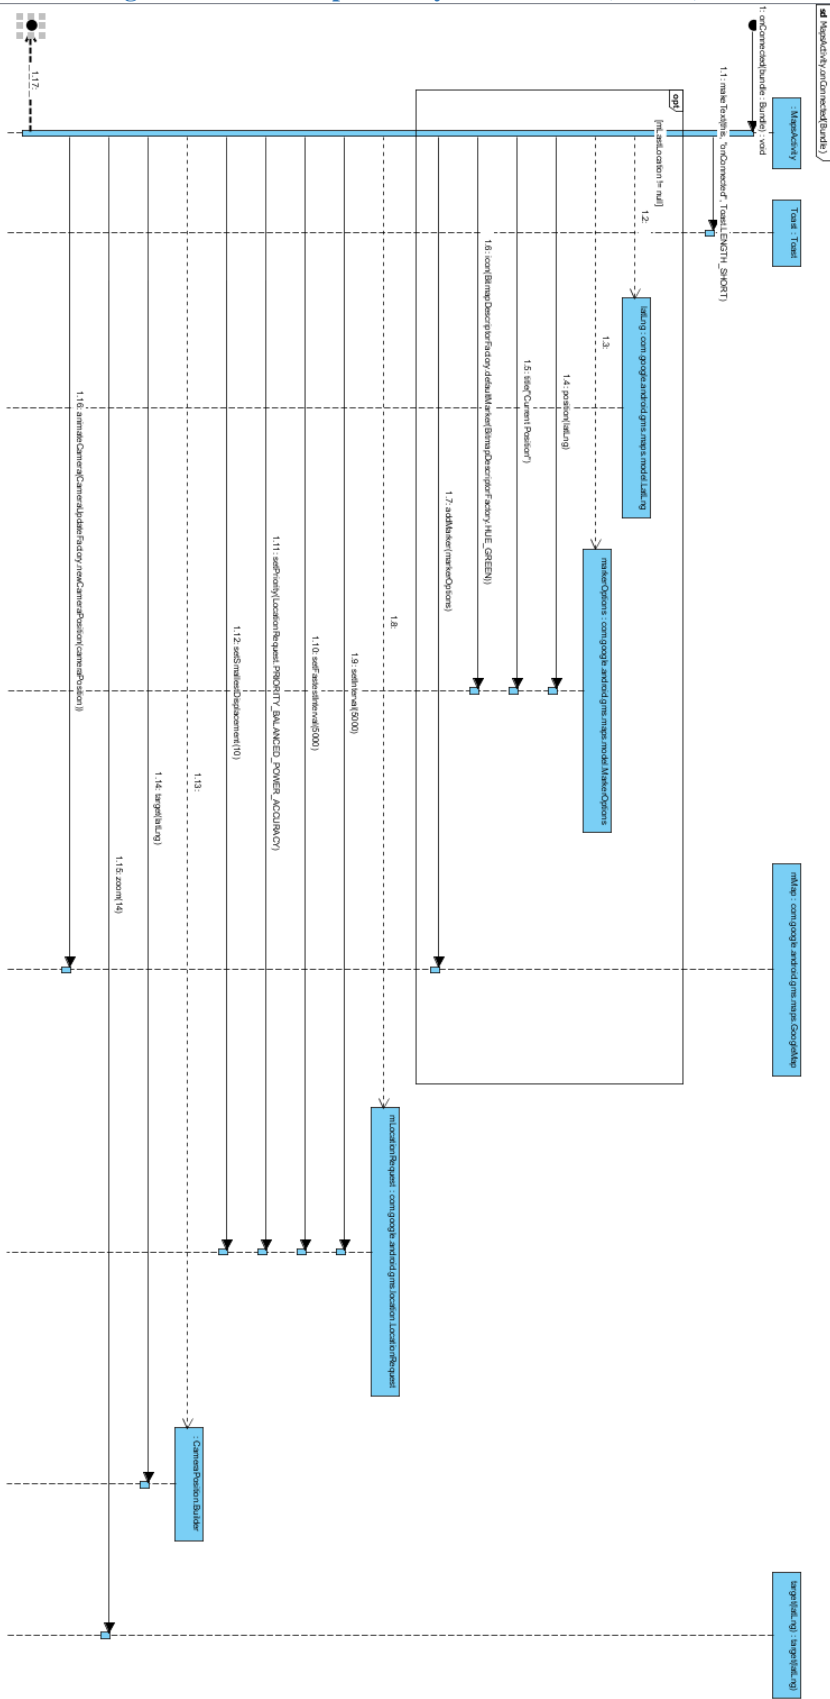 sd MapsActivity.onConnected(Bundle)
: MapsActivity
Toast : Toast
mMap : com.google.android.gms.maps.GoogleMap
target(latLng) : target(latLng)
1: onConnected(bundle : Bundle) : void
1.1: makeText(this, "onConnected", Toast.LENGTH_SHORT)
opt
[mLastLocation != null]
1.2:
latLng : com.google.android.gms.maps.model.LatLng
1.3:
markerOptions : com.google.android.gms.maps.model.MarkerOptions
1.4: position(latLng)
1.5: title("Current Position")
1.6: icon(BitmapDescriptorFactory.defaultMarker(BitmapDescriptorFactory.HUE_GREEN))
1.7: addMarker(markerOptions)
1.8:
mLocationRequest : com.google.android.gms.location.LocationRequest
1.9: setInterval(5000)
1.10: setFastestInterval(5000)
1.11: setPriority(LocationRequest.PRIORITY_BALANCED_POWER_ACCURACY)
1.12: setSmallestDisplacement(10)
1.13:
: CameraPosition.Builder
1.14: target(latLng)
1.15: zoom(14)
1.16: animateCamera(CameraUpdateFactory.newCameraPosition(cameraPosition))
1.17: